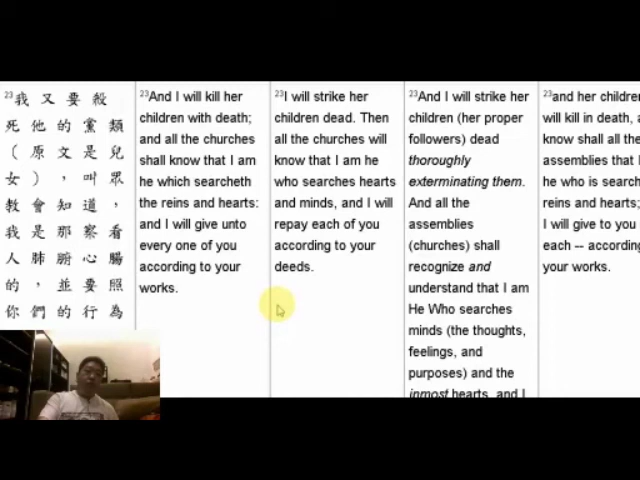 23我又要殺
死他的黨類
(原文是兒
女),叫眾
教會知道,
我是那察看
人肺腑心腸
的,並要照
你們的行為
23And I will kill her
children with death;
and all the churches
shall know that I am
he which searcheth
the reins and hearts:
and I will give unto
every one of you
according to your
works.
23I will strike her
children dead. Then
all the churches will
know that I am he
who searches hearts
and minds, and I will
repay each of you
according to your
deeds.
23And I will strike her
children (her proper
followers) dead
thoroughly
exterminating them.
And all the
assemblies
(churches) shall
recognize and
understand that I am
He Who searches
minds (the thoughts,
feelings, and
purposes) and the
inmost hearts, and I
23and her children
will kill in death, a
know shall all the
assemblies that I
he who is search
reins and hearts;
I will give to you
each -- accordin
your works.